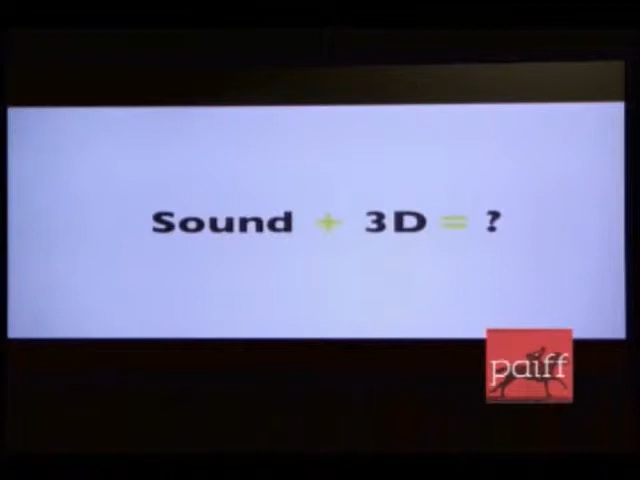 Sound + 3D = ?
paiff